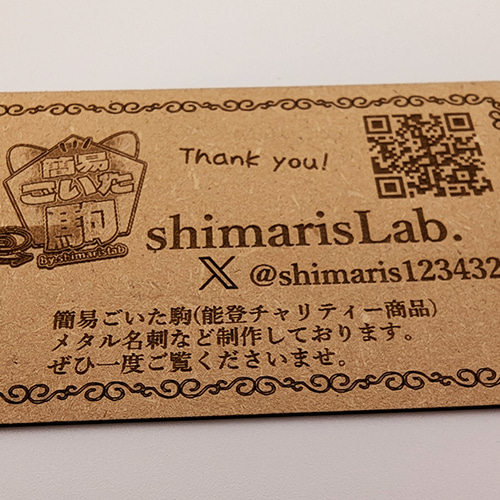 簡易
ごいた
駒
by shimarislab
Thank you!
shimarisLab.
X @shimaris123432
簡易ごいた駒(能登チャリティー商品)
メタル名刺など制作しております。
ぜひ一度ご覧くださいませ。